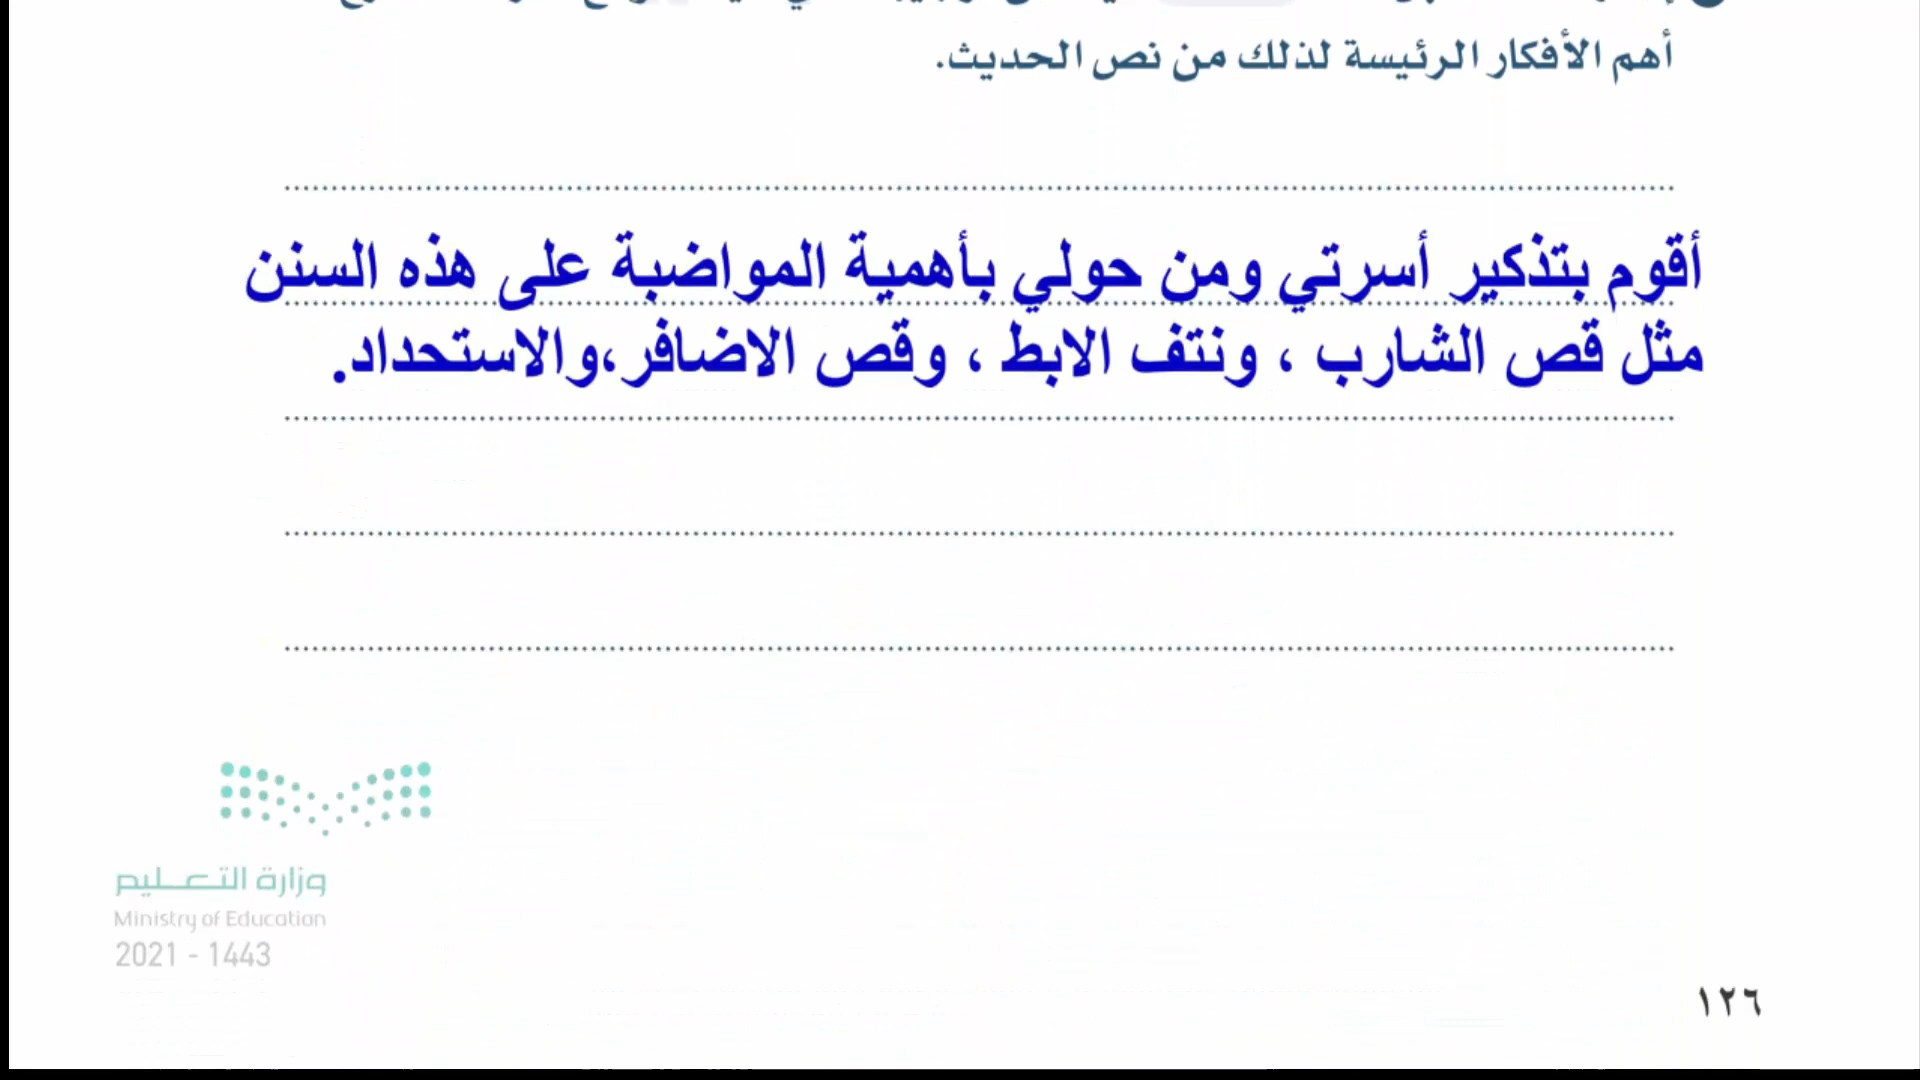 أهم الأفكار الرئيسة لذلك من نص الحديث.
أقوم بتذكير أسرتي ومن حولي بأهمية المواضبة على هذه السنن
مثل قص الشارب ، ونتف الابط ، وقص الاضافر،والاستحداد.
وزارة التعليم
Ministry of Education
2021 - 1443
١٢٦